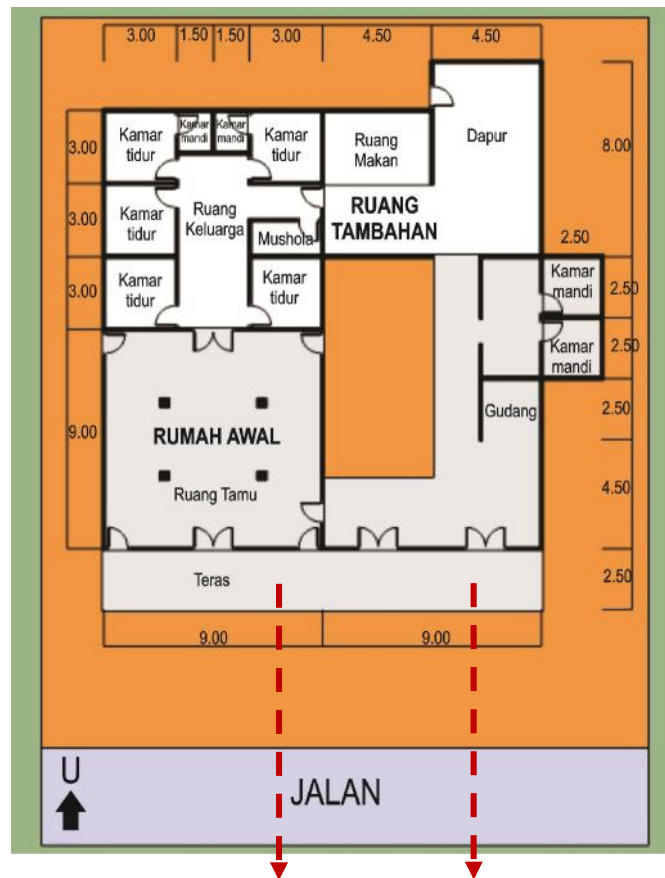 3.00 1.50 1.50 3.00 4.50 4.50
3.00
3.00
3.00
9.00
8.00
2.50
2.50
2.50
2.50
4.50
2.50
Kamar
tidur
Kamar
mandi
Kamar
mandi
Kamar
tidur
Ruang
Makan
Dapur
Kamar
tidur
Ruang
Keluarga
Mushola
RUANG
TAMBAHAN
Kamar
tidur
Kamar
tidur
Kamar
mandi
Kamar
mandi
Gudang
RUMAH AWAL
Ruang Tamu
Teras
9.00 9.00
U
JALAN